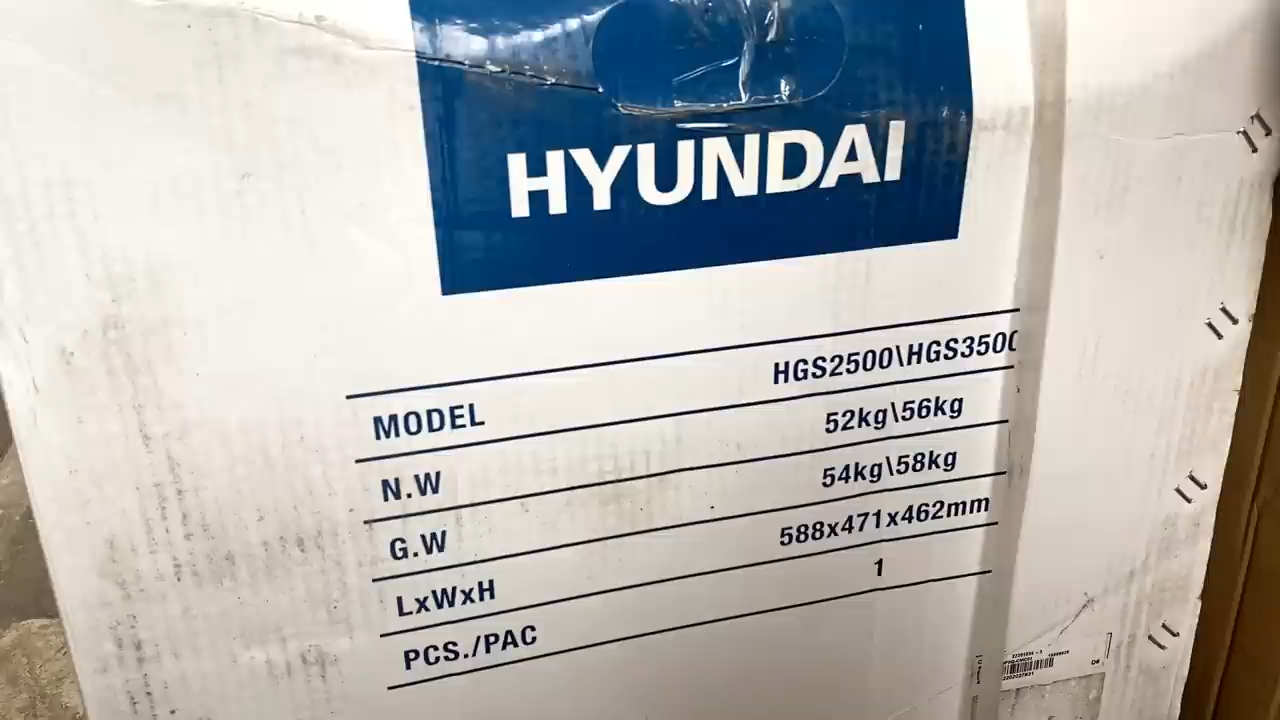 HYUNDAI
MODEL HGS2500\HGS3500
N.W 52kg\56kg
G.W 54kg\58kg
LxWxH 588x471x462mm
PCS./PAC 1